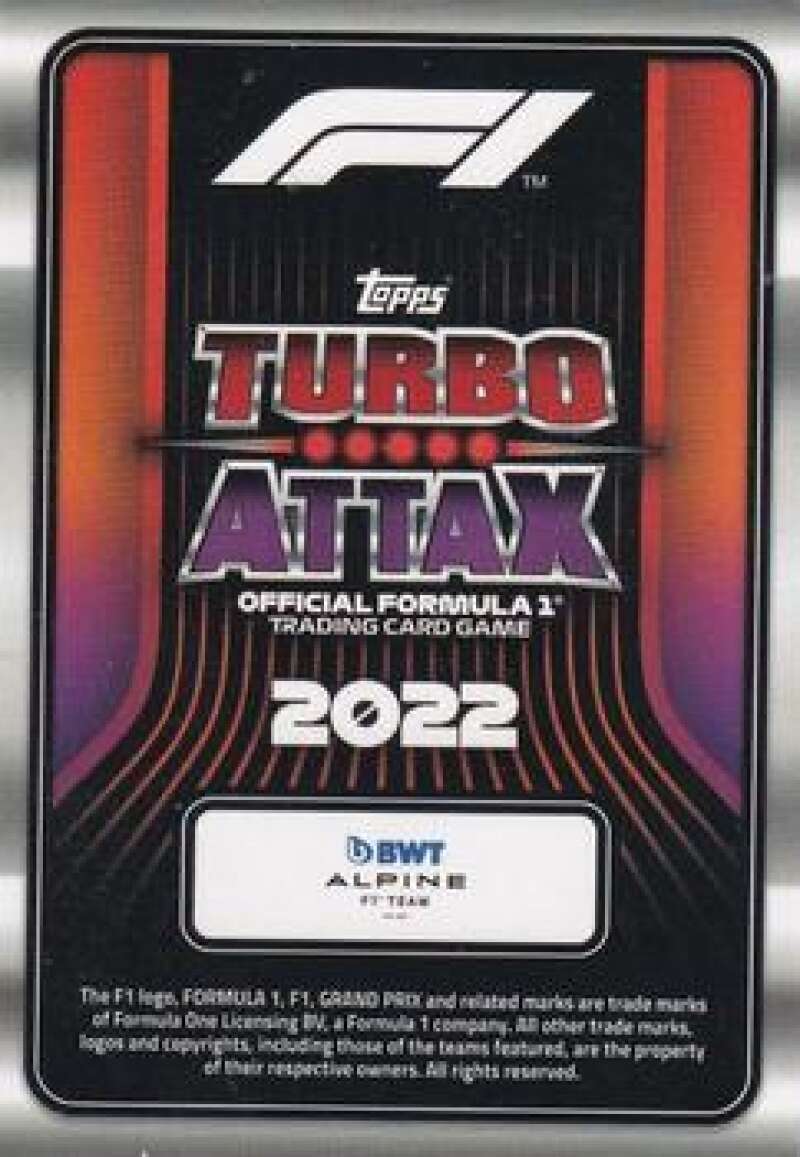 F1 ™
Topps
TURBO
ATTAX
OFFICIAL FORMULA 1®
TRADING CARD GAME
2022
BWT
ALPINE
F1® TEAM
The F1 logo, FORMULA 1, F1, GRAND PRIX and related marks are trade marks
of Formula One Licensing BV, a Formula 1 company. All other trade marks,
logos and copyrights, including those of the teams featured, are the property
of their respective owners. All rights reserved.